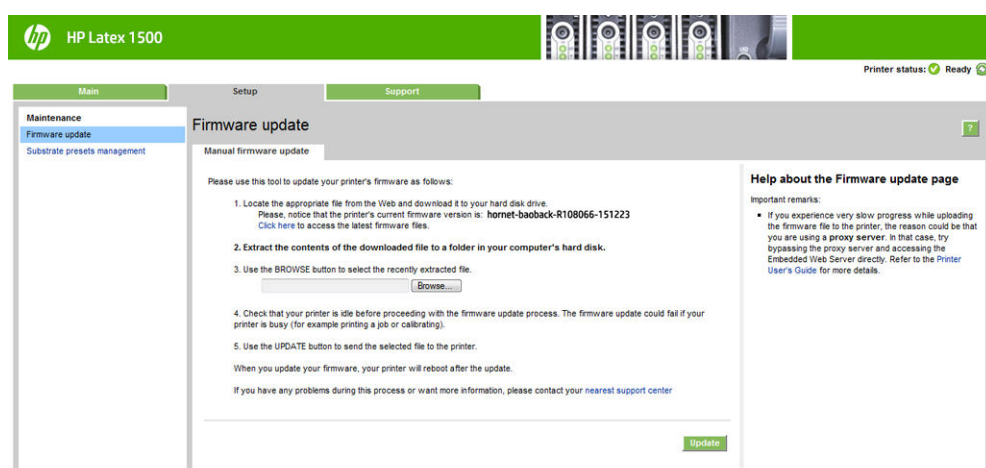 hp HP Latex 1500
Printer status: Ready
Main Setup Support
Maintenance
Firmware update
Substrate presets management
Firmware update
?
Manual firmware update
Please use this tool to update your printer's firmware as follows:
1. Locate the appropriate file from the Web and download it to your hard disk drive.
Please, notice that the printer's current firmware version is: hornet-baoback-R108066-151223
Click here to access the latest firmware files.
2. Extract the contents of the downloaded file to a folder in your computer's hard disk.
3. Use the BROWSE button to select the recently extracted file.
Browse...
4. Check that your printer is idle before proceeding with the firmware update process. The firmware update could fail if your
printer is busy (for example printing a job or calibrating).
5. Use the UPDATE button to send the selected file to the printer.
When you update your firmware, your printer will reboot after the update.
If you have any problems during this process or want more information, please contact your nearest support center
Update
Help about the Firmware update page
Important remarks:
If you experience very slow progress while uploading
the firmware file to the printer, the reason could be that
you are using a proxy server. In that case, try
bypassing the proxy server and accessing the
Embedded Web Server directly. Refer to the Printer
User's Guide for more details.